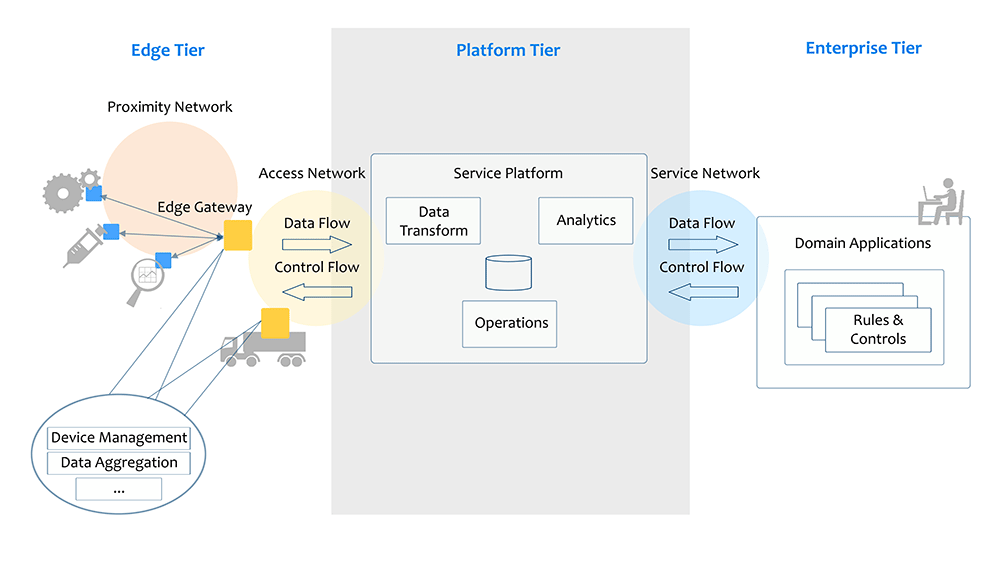 Edge Tier
Platform Tier
Enterprise Tier
Proximity Network
Access Network
Service Platform
Service Network
Edge Gateway
Data Flow
Control Flow
Data
Transform
Analytics
Operations
Data Flow
Control Flow
Domain Applications
Rules &
Controls
Device Management
Data Aggregation
...